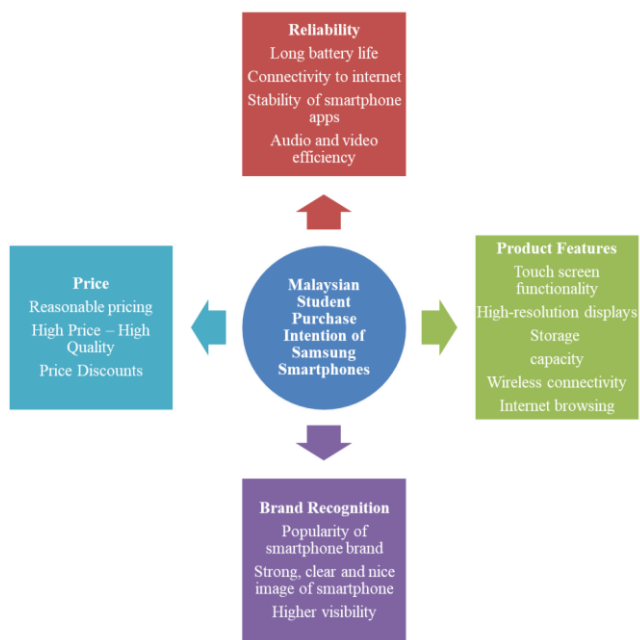 Reliability
Long battery life
Connectivity to internet
Stability of smartphone
apps
Audio and video
efficiency
Price
Reasonable pricing
High Price – High
Quality
Price Discounts
Malaysian
Student
Purchase
Intention of
Samsung
Smartphones
Product Features
Touch screen
functionality
High-resolution displays
Storage
capacity
Wireless connectivity
Internet browsing
Brand Recognition
Popularity of
smartphone brand
Strong, clear and nice
image of smartphone
Higher visibility